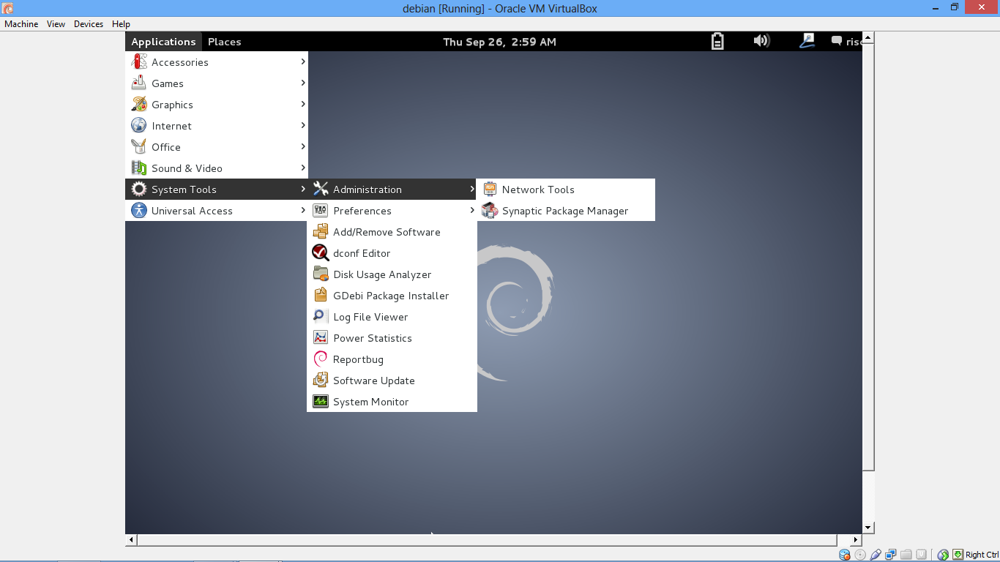 debian [Running] - Oracle VM VirtualBox
Machine View Devices Help
Applications Places Thu Sep 26, 2:59 AM
Accessories
Games
Graphics
Internet
Office
Sound & Video
System Tools
Universal Access
Administration
Preferences
Add/Remove Software
dconf Editor
Disk Usage Analyzer
GDebi Package Installer
Log File Viewer
Power Statistics
Reportbug
Software Update
System Monitor
Network Tools
Synaptic Package Manager
Right Ctrl